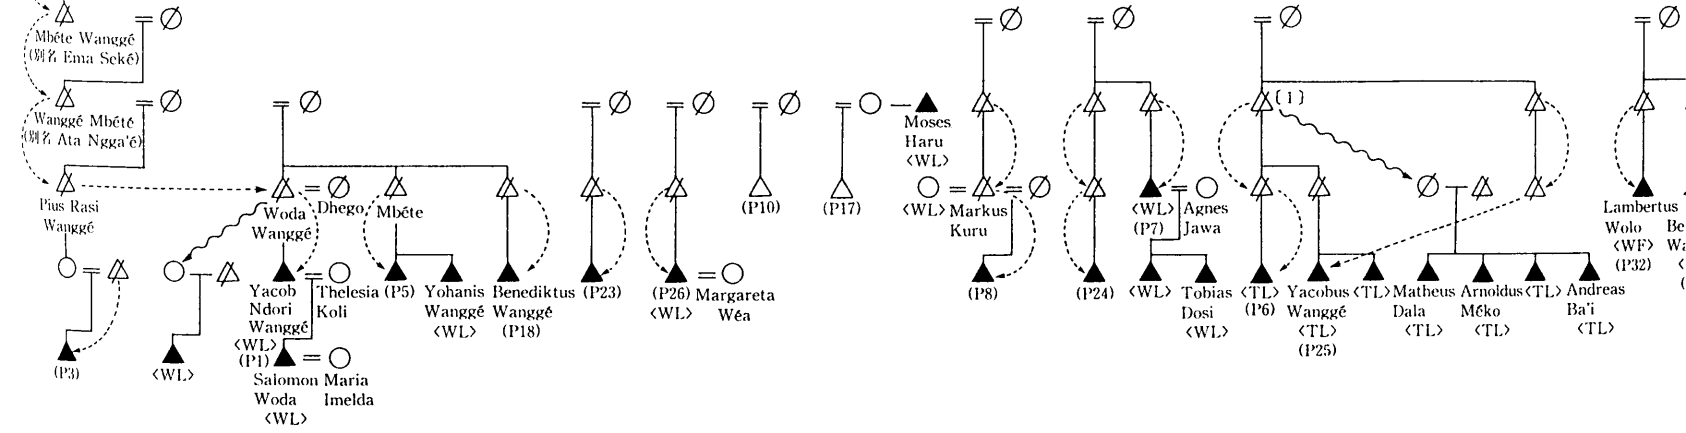 Mbéte Wanggé
(別名 Ema Seké)
Wanggé Mbété
(別名 Ata Ngga'é)
Pius Rasi
Wanggé
(P3)
<WL>
Woda
Wanggé
Dhego
Mbéte
Yacob
Ndori
Wanggé
<WL>
(P1)
Thelesia
Koli
(P5)
Yohanis
Wanggé
<WL>
Benediktus
Wanggé
(P18)
(P23)
(P26)
<WL>
Margareta
Wéa
Salomon
Woda
<WL>
Maria
Imelda
(P10)
(P17)
Moses
Haru
<WL>
<WL>
Markus
Kuru
(P8)
(P24)
<WL>
(P7)
Agnes
Jawa
<WL>
Tobias
Dosi
<WL>
{1}
<TL>
(P6)
Yacobus
Wanggé
<TL>
(P25)
<TL>
Matheus
Dala
<TL>
Arnoldus
Méko
<TL>
<TL>
Andreas
Ba'i
<TL>
Lambertus
Wolo
<WF>
(P32)
Be
Wa
<
(